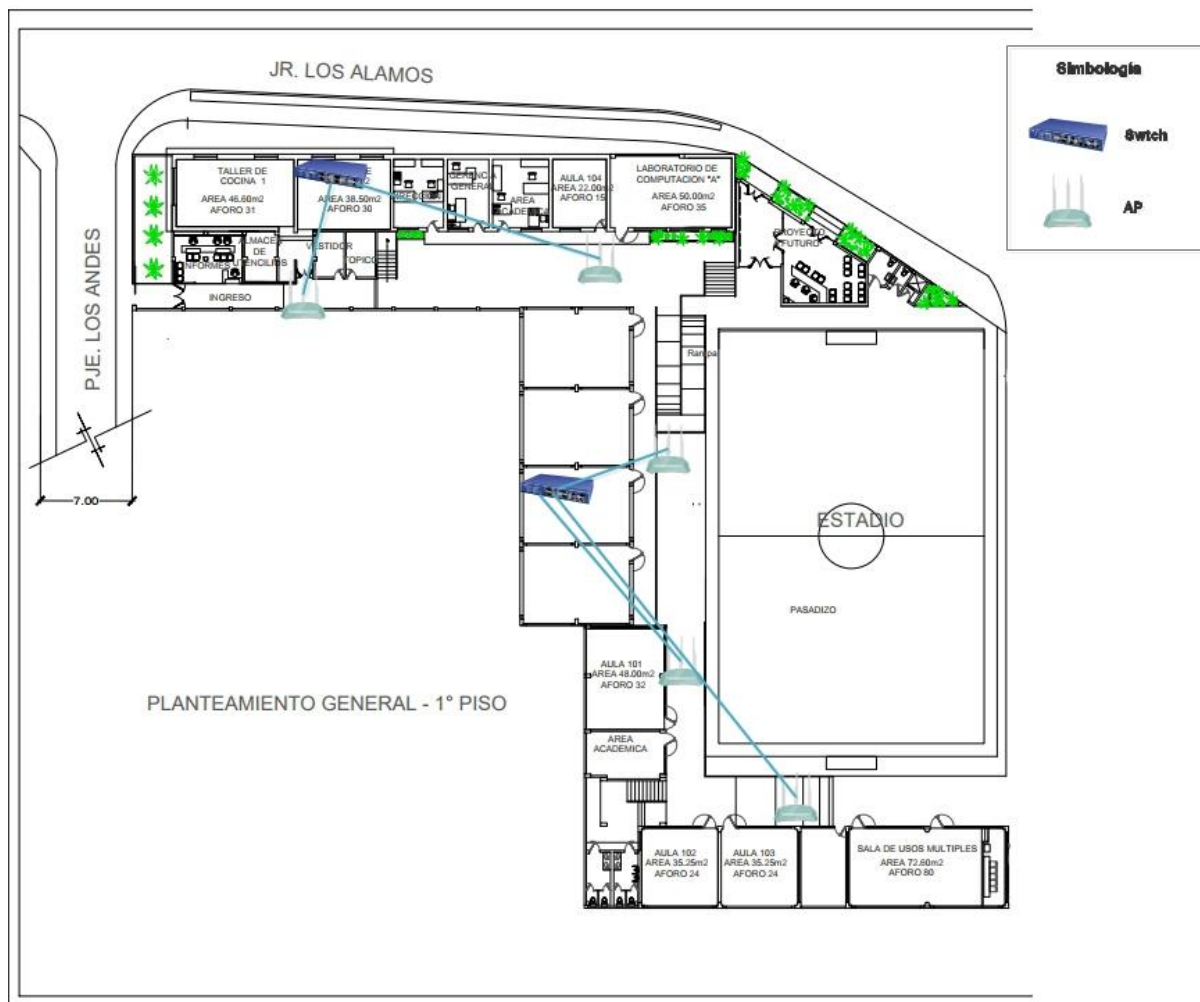 JR. LOS ALAMOS
Simbología
Swtch
AP
TALLER DE
COCINA 1
AREA 46.60m2
AFORO 31
AREA 38.50m2
AFORO 30
GENERAL
AREA
ACADEMICA
AULA 104
AREA 22.00m2
AFORO 15
LABORATORIO DE
COMPUTACION "A"
AREA 50.00m2
AFORO 35
PROYECTO
FUTURO
INFORMES
DE
VESTIDOR
TOPICO
INGRESO
PJE. LOS ANDES
7.00
Rampa
ESTADIO
PASADIZO
PLANTEAMIENTO GENERAL - 1° PISO
AULA 101
AREA 48.00m2
AFORO 32
AREA
ACADEMICA
AULA 102
AREA 35.25m2
AFORO 24
AULA 103
AREA 35.25m2
AFORO 24
SALA DE USOS MULTIPLES
AREA 72.60m2
AFORO 80